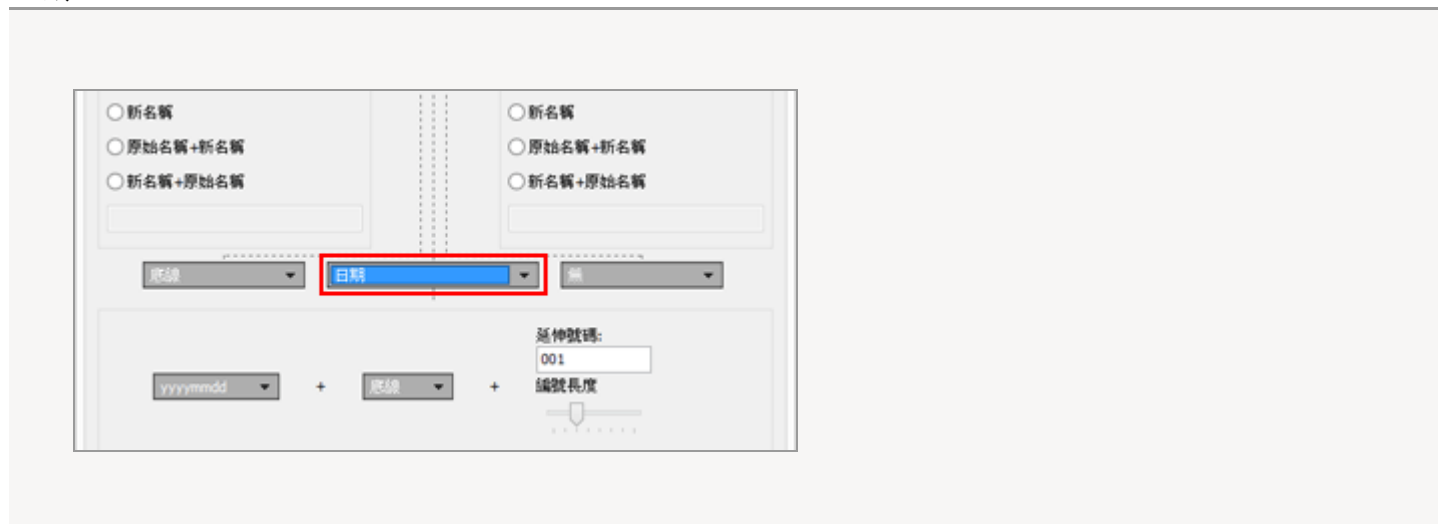 新名稱
新名稱
原始名稱+新名稱
原始名稱+新名稱
新名稱+原始名稱
新名稱+原始名稱
底線
日期
無
延伸號碼:
001
yyyymmdd
+
底線
+
編號長度